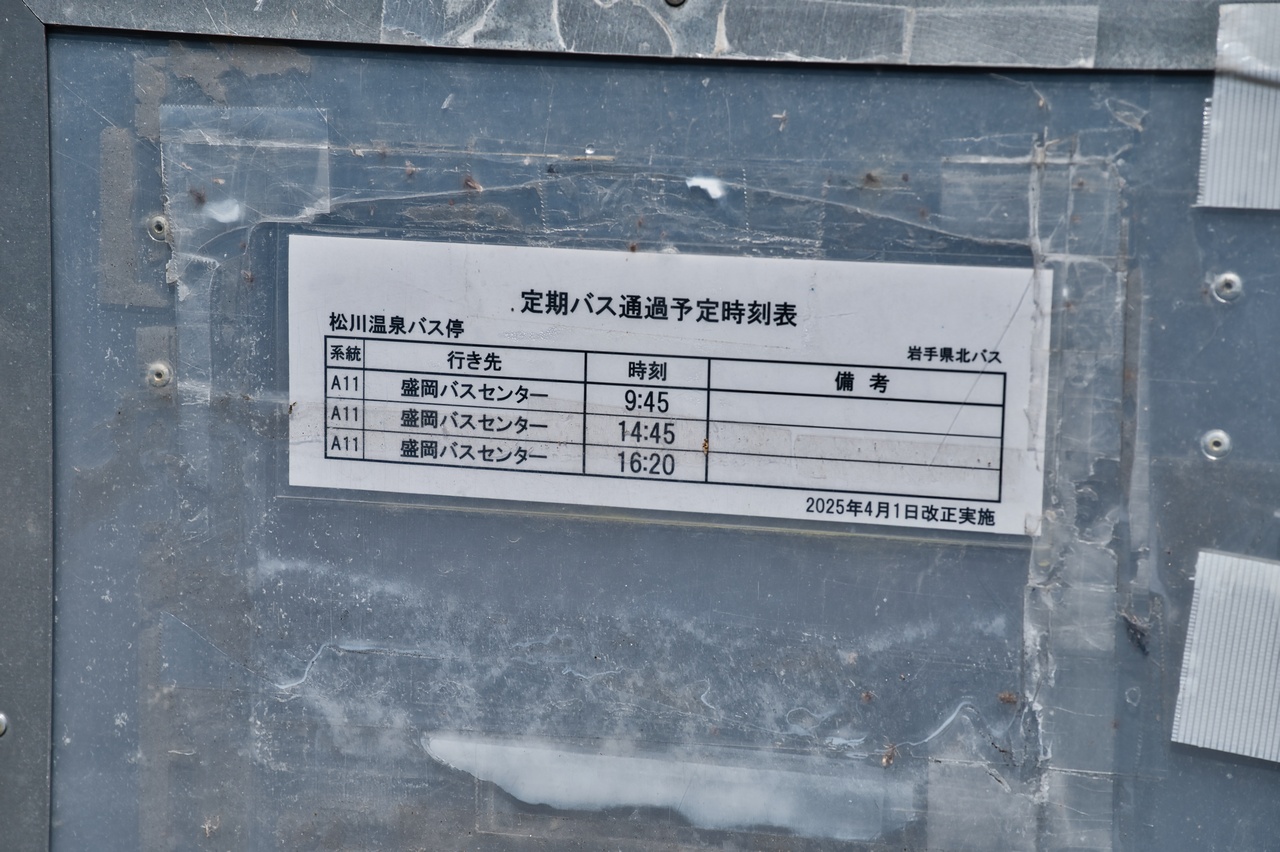 定期バス通過予定時刻表
松川温泉バス停
岩手県北バス
系統 行き先 時刻 備考
A11 盛岡バスセンター 9:45
A11 盛岡バスセンター 14:45
A11 盛岡バスセンター 16:20
2025年4月1日改正実施